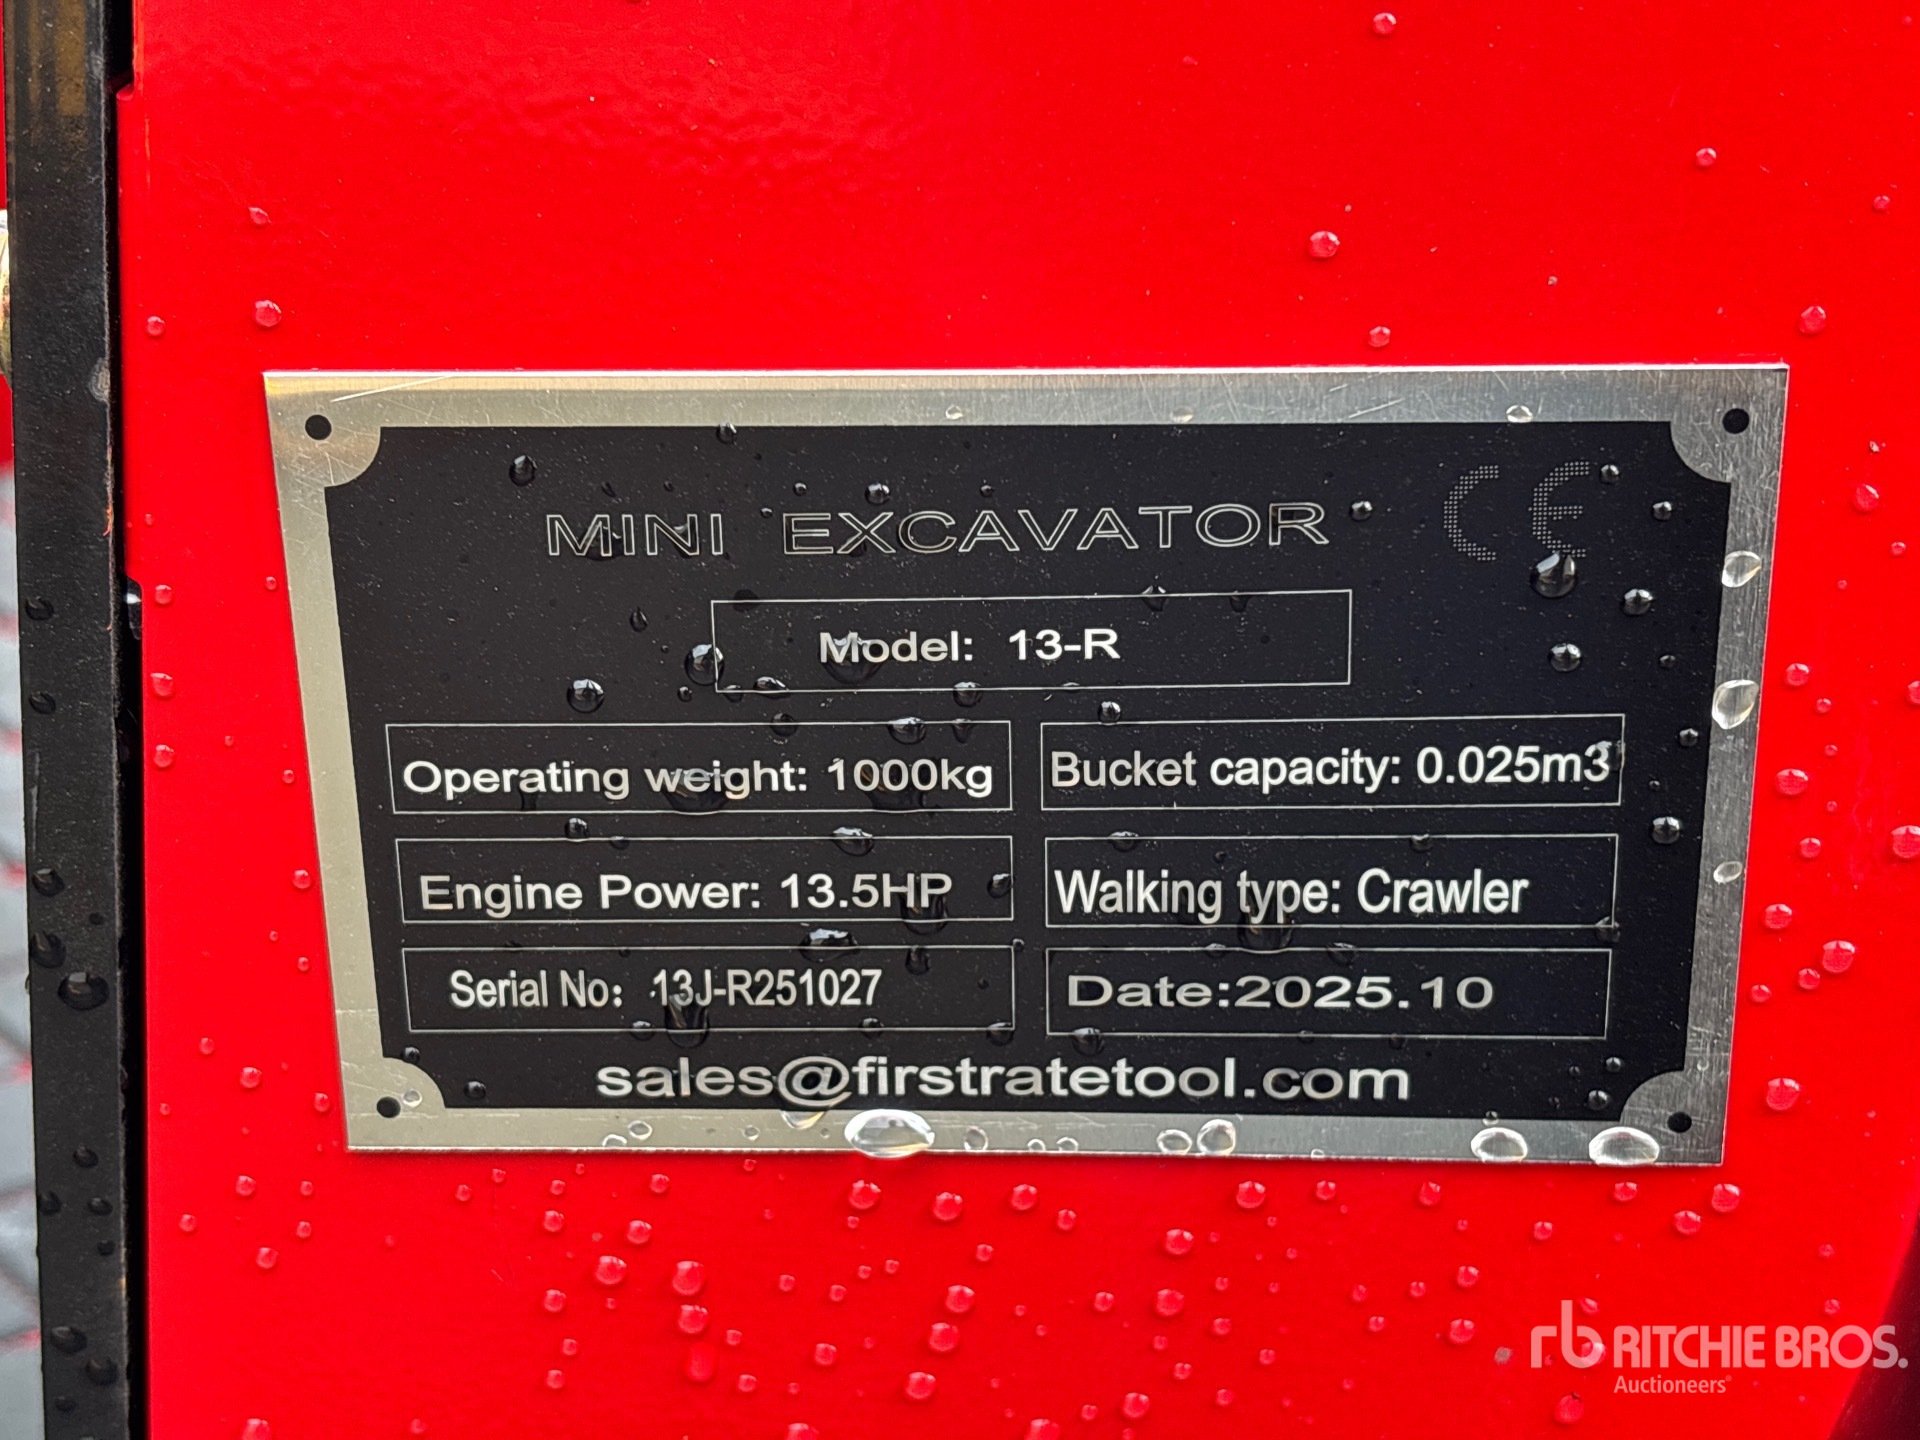 MINI EXCAVATOR CE
Model: 13-R
Operating weight: 1000kg
Bucket capacity: 0.025m3
Engine Power: 13.5HP
Walking type: Crawler
Serial No: 13J-R251027
Date:2025.10
sales@firstratetool.com
rb RITCHIE BROS.
Auctioneers